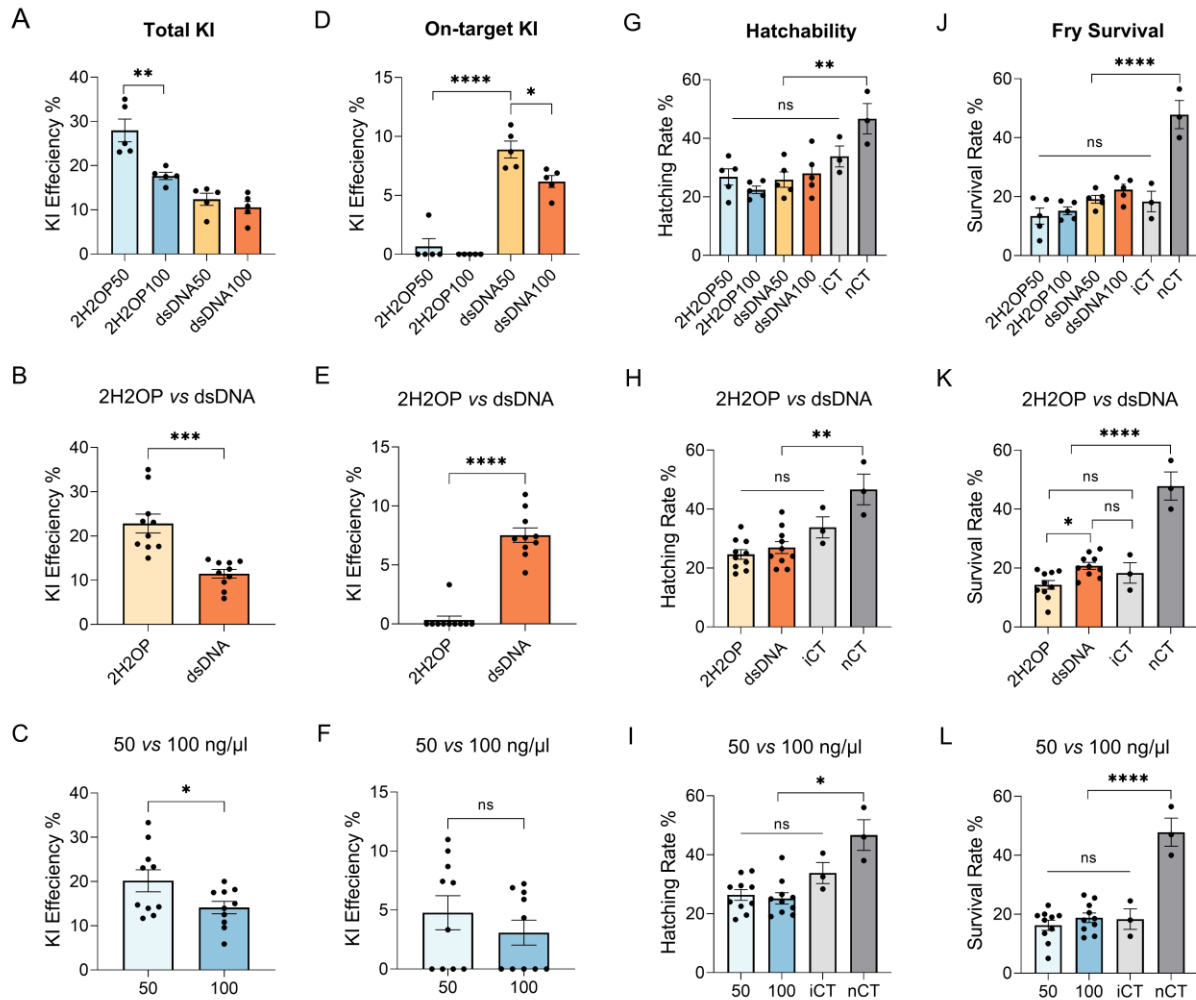 A
Total KI
KI Effeciency %
40
30
20
10
0
**
2H2OP50
2H2OP100
dsDNA50
dsDNA100
D
On-target KI
KI Effeciency %
15
10
5
0
****
*
2H2OP50
2H2OP100
dsDNA50
dsDNA100
G
Hatchability
Hatching Rate %
60
40
20
0
**
ns
2H2OP50
2H2OP100
dsDNA50
dsDNA100
iCT
nCT
J
Fry Survival
Survival Rate %
60
40
20
0
****
ns
2H2OP50
2H2OP100
dsDNA50
dsDNA100
iCT
nCT
B
2H2OP vs dsDNA
KI Effeciency %
40
30
20
10
0
***
2H2OP
dsDNA
E
2H2OP vs dsDNA
KI Effeciency %
15
10
5
0
****
2H2OP
dsDNA
H
2H2OP vs dsDNA
Hatching Rate %
60
40
20
0
**
ns
2H2OP
dsDNA
iCT
nCT
K
2H2OP vs dsDNA
Survival Rate %
60
40
20
0
****
ns
*
ns
2H2OP
dsDNA
iCT
nCT
C
50 vs 100 ng/µl
KI Effeciency %
40
30
20
10
0
*
50
100
F
50 vs 100 ng/µl
KI Effeciency %
15
10
5
0
ns
50
100
I
50 vs 100 ng/µl
Hatching Rate %
60
40
20
0
*
ns
50
100
iCT
nCT
L
50 vs 100 ng/µl
Survival Rate %
60
40
20
0
****
ns
50
100
iCT
nCT